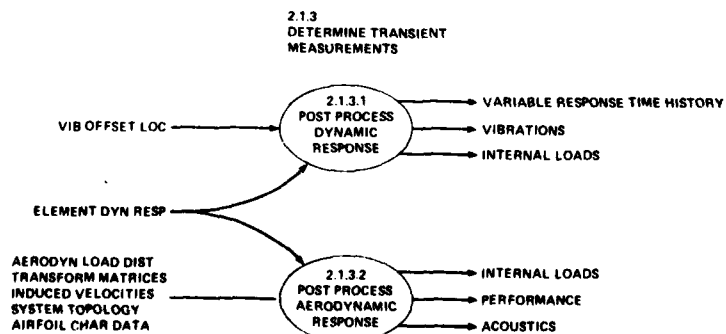 2.1.3
DETERMINE TRANSIENT
MEASUREMENTS
2.1.3.1
POST PROCESS
DYNAMIC
RESPONSE
VARIABLE RESPONSE TIME HISTORY
VIBRATIONS
INTERNAL LOADS
VIB OFFSET LOC
ELEMENT DYN RESP
AERODYN LOAD DIST
TRANSFORM MATRICES
INDUCED VELOCITIES
SYSTEM TOPOLOGY
AIRFOIL CHAR DATA
2.1.3.2
POST PROCESS
AERODYNAMIC
RESPONSE
INTERNAL LOADS
PERFORMANCE
ACOUSTICS